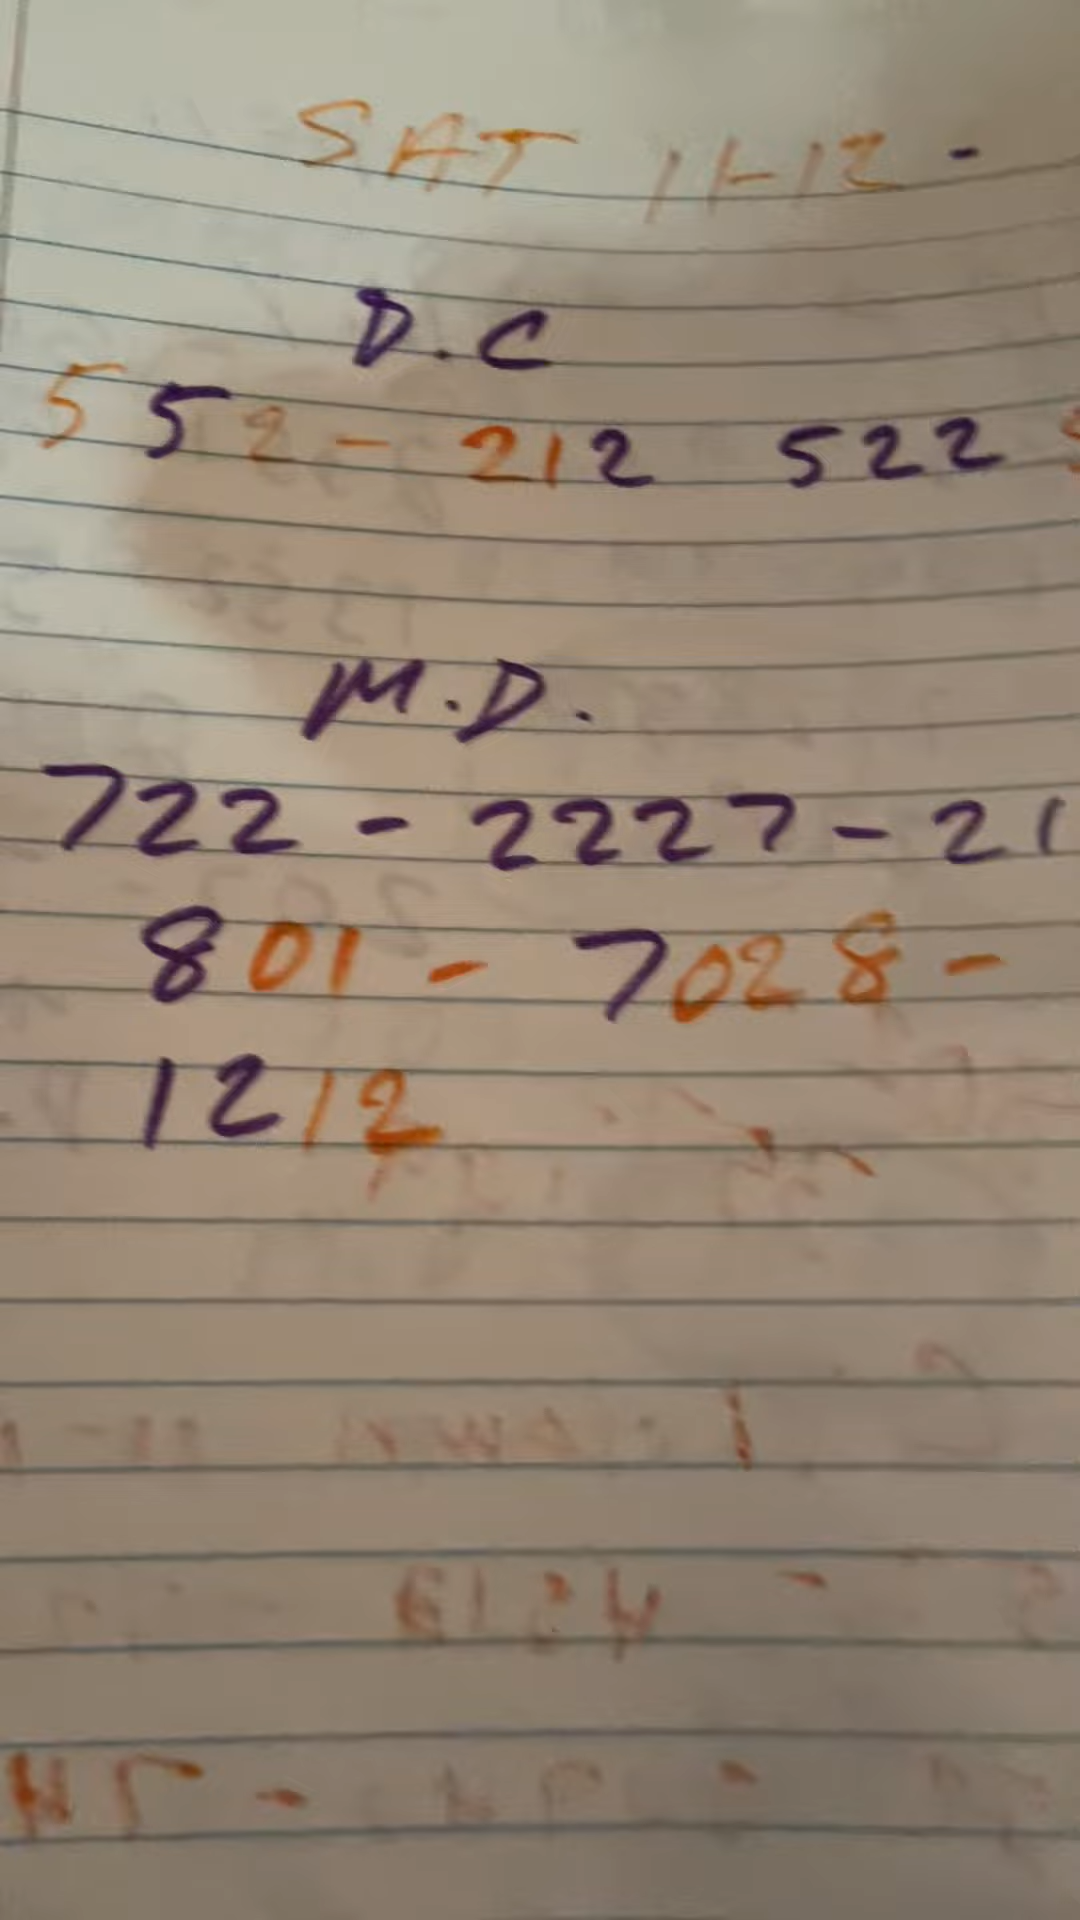 SAT 11-12 -
D.C
552 - 212 522
M.D.
722 - 2227 - 21
801 - 7028 -
1212